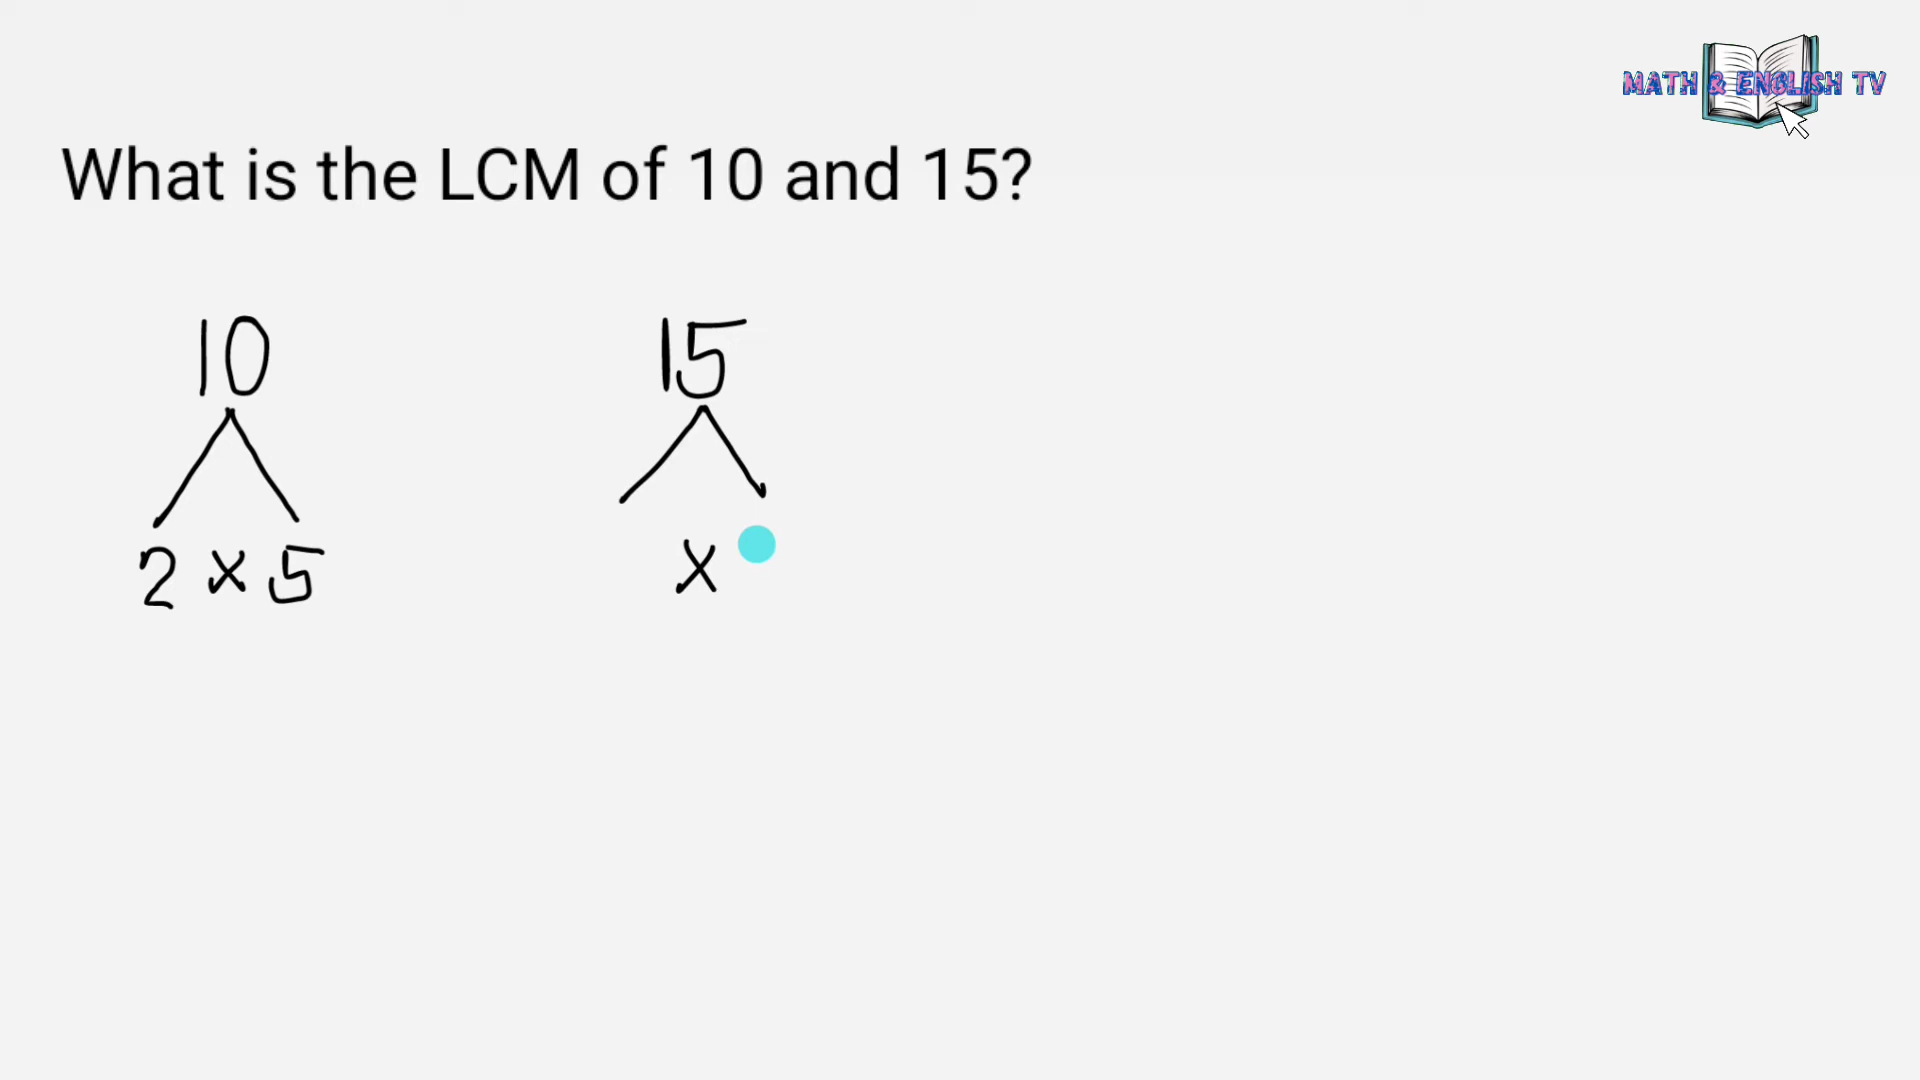 MATH & ENGLISH TV
What is the LCM of 10 and 15?
10 15
2 x 5 x